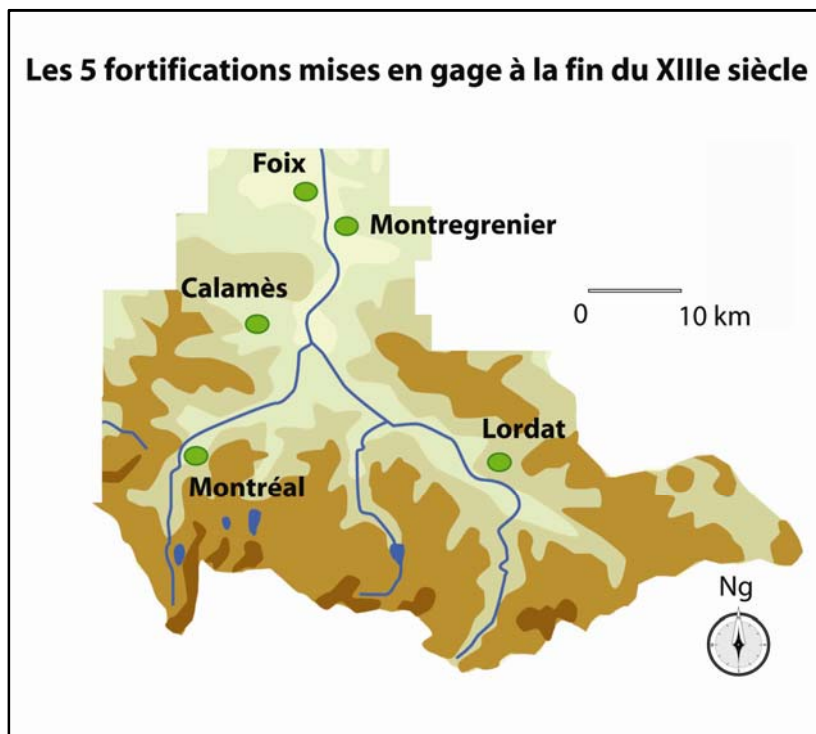 Les 5 fortifications mises en gage à la fin du XIIIe siècle
Foix
Montregrenier
Calamès
0 10 km
Lordat
Montréal
Ng